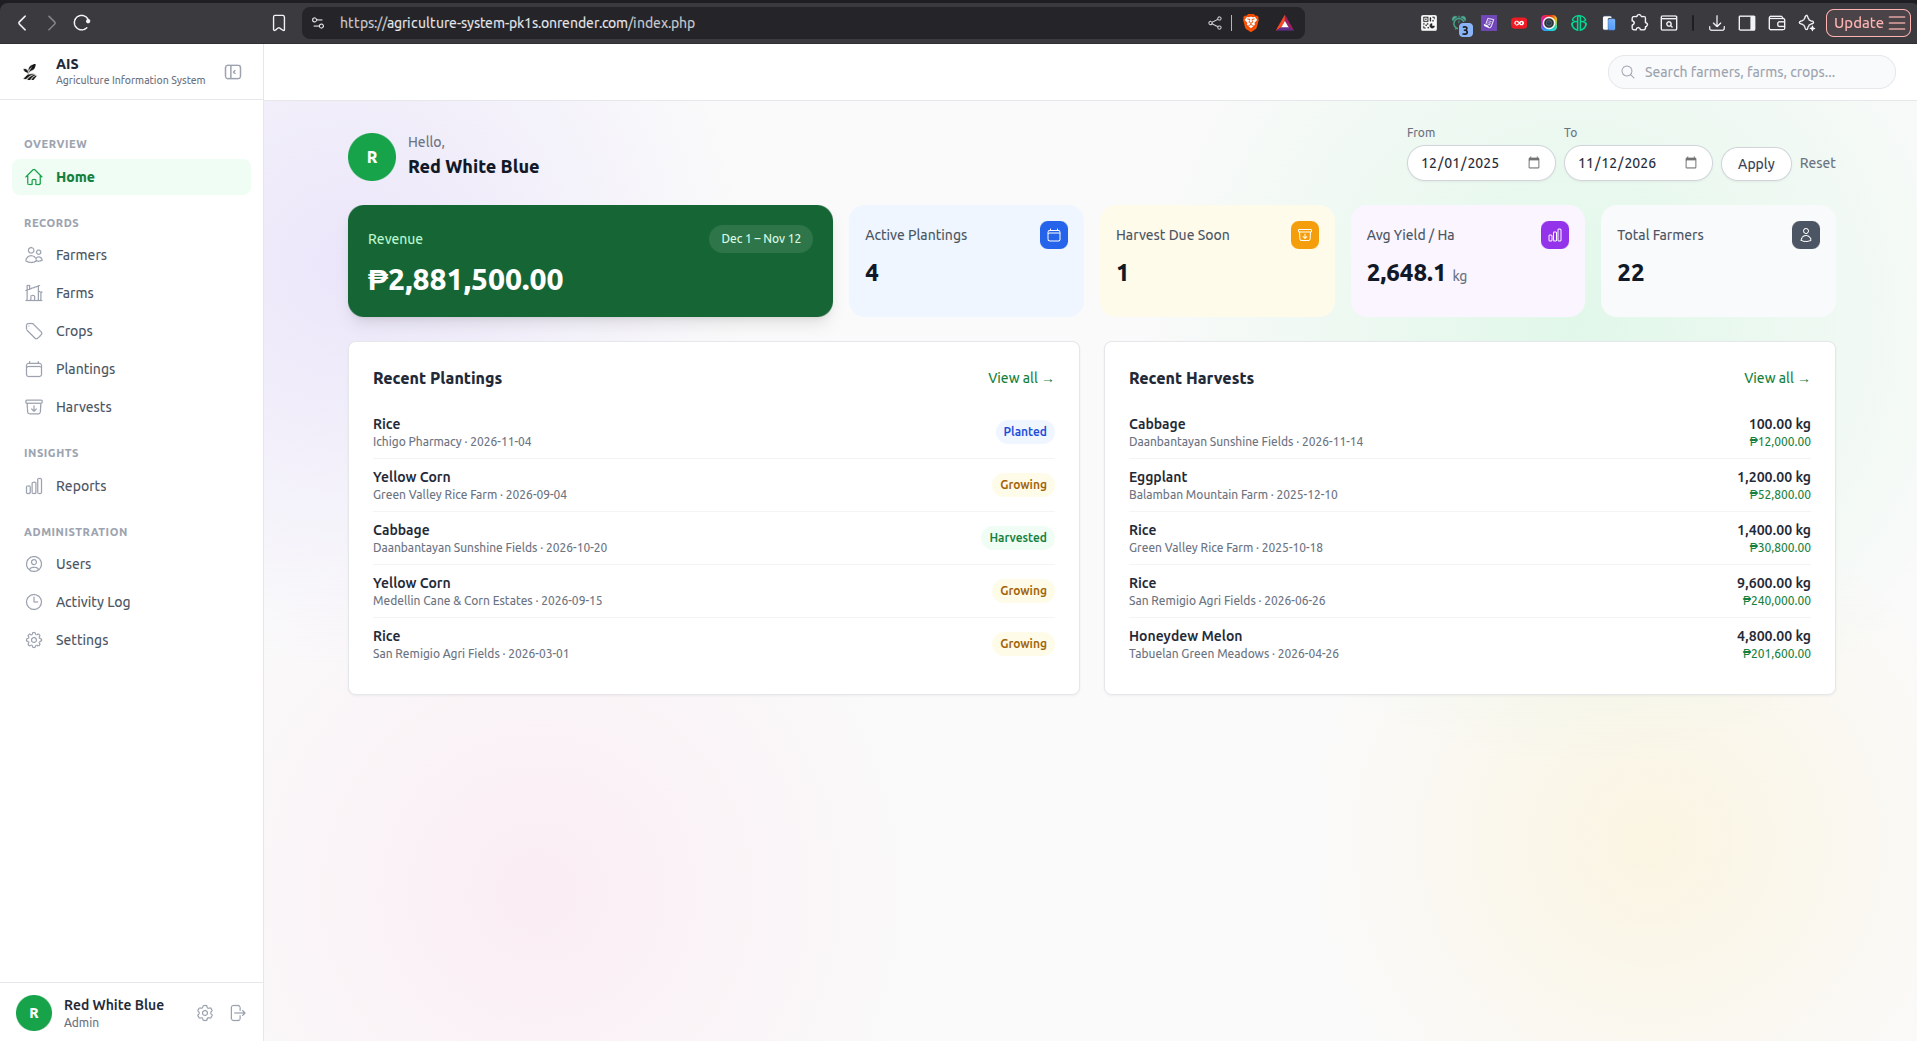 https://agriculture-system-pk1s.onrender.com/index.php
3
Update
AIS
Agriculture Information System
Search farmers, farms, crops...
OVERVIEW
Home
RECORDS
Farmers
Farms
Crops
Plantings
Harvests
INSIGHTS
Reports
ADMINISTRATION
Users
Activity Log
Settings
R
Red White Blue
Admin
R
Hello,
Red White Blue
From
To
12/01/2025
11/12/2026
Apply
Reset
Revenue
Dec 1 – Nov 12
₱2,881,500.00
Active Plantings
4
Harvest Due Soon
1
Avg Yield / Ha
2,648.1 kg
Total Farmers
22
Recent Plantings
View all →
Rice
Ichigo Pharmacy · 2026-11-04
Planted
Yellow Corn
Green Valley Rice Farm · 2026-09-04
Growing
Cabbage
Daanbantayan Sunshine Fields · 2026-10-20
Harvested
Yellow Corn
Medellin Cane & Corn Estates · 2026-09-15
Growing
Rice
San Remigio Agri Fields · 2026-03-01
Growing
Recent Harvests
View all →
Cabbage
Daanbantayan Sunshine Fields · 2026-11-14
100.00 kg
₱12,000.00
Eggplant
Balamban Mountain Farm · 2025-12-10
1,200.00 kg
₱52,800.00
Rice
Green Valley Rice Farm · 2025-10-18
1,400.00 kg
₱30,800.00
Rice
San Remigio Agri Fields · 2026-06-26
9,600.00 kg
₱240,000.00
Honeydew Melon
Tabuelan Green Meadows · 2026-04-26
4,800.00 kg
₱201,600.00